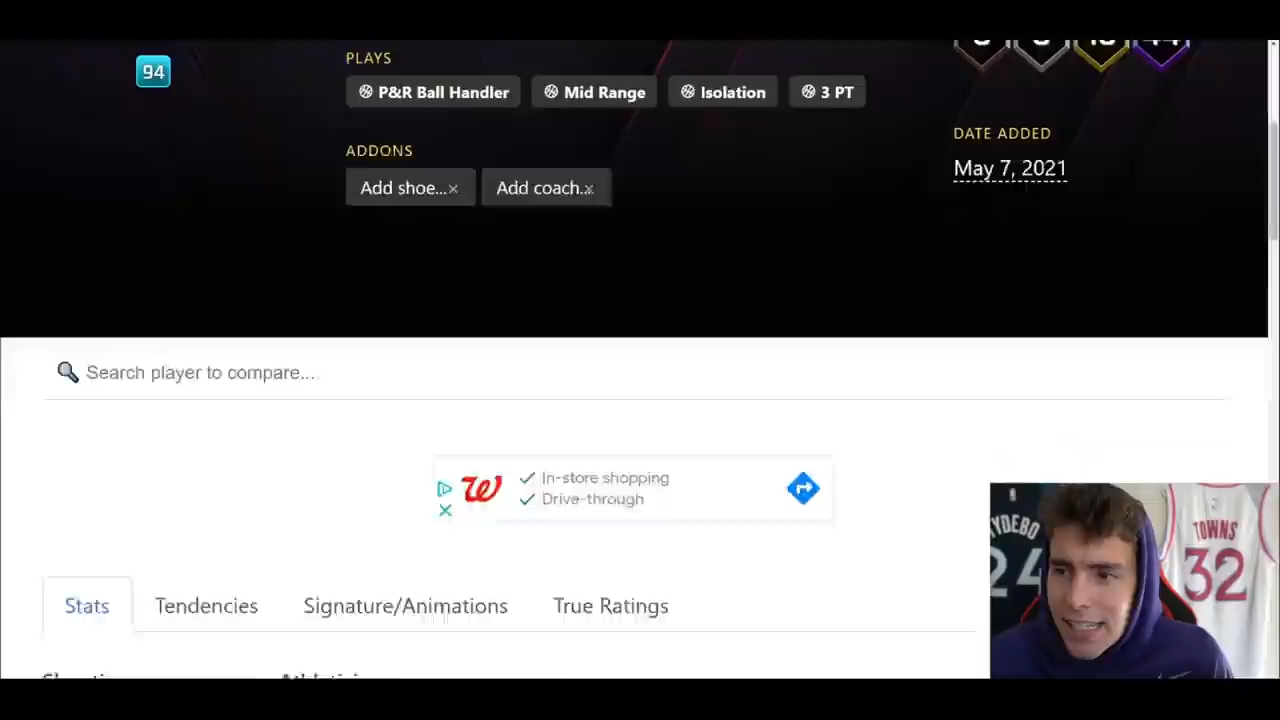 94
PLAYS
P&R Ball Handler
Mid Range
Isolation
3 PT
ADDONS
Add shoe...×
Add coach...×
DATE ADDED
May 7, 2021
Search player to compare...
In-store shopping
Drive-through
Stats
Tendencies
Signature/Animations
True Ratings
TYDEBO
24
TOWNS
32